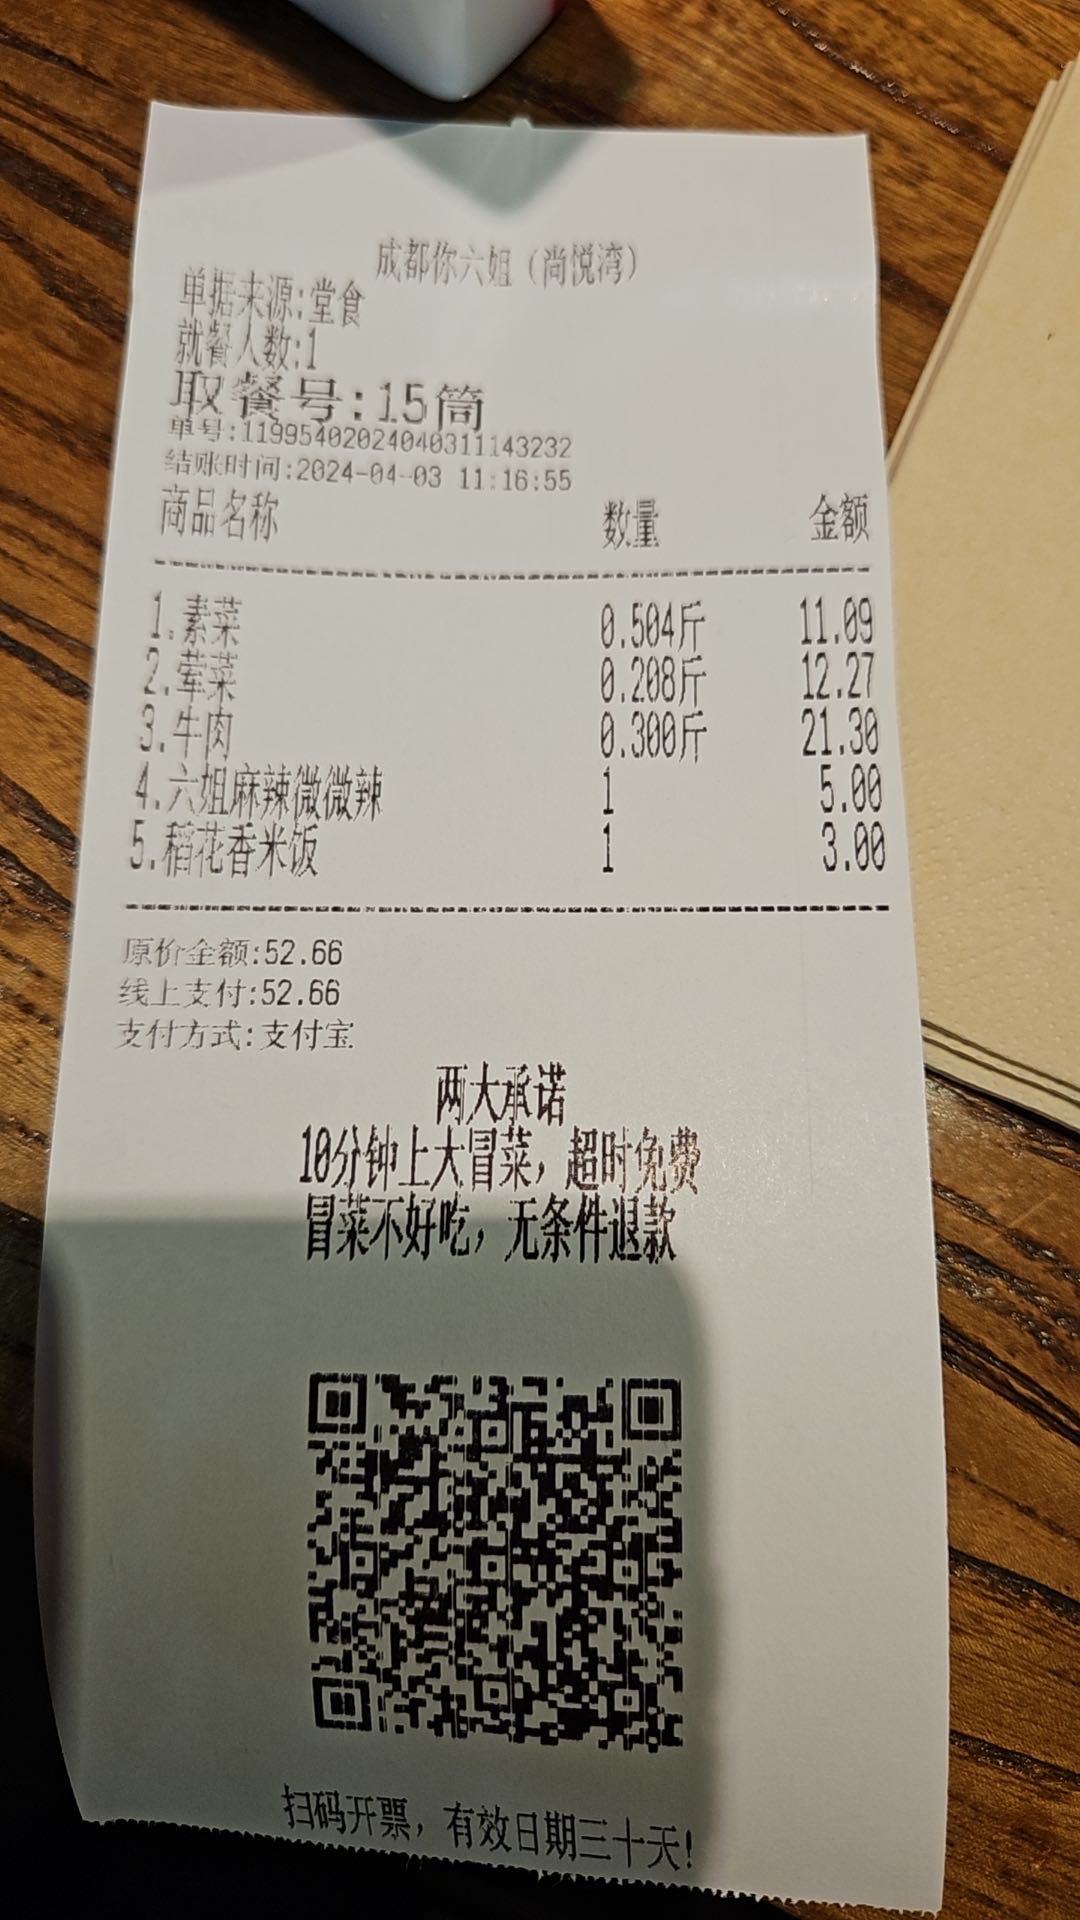 成都你六姐（尚悦湾）
单据来源:堂食
就餐人数:1
取餐号:15筒
单号:11995402024040311143232
结账时间:2024-04-03 11:16:55
商品名称 数量 金额
1.素菜 0.504斤 11.09
2.荤菜 0.208斤 12.27
3.牛肉 0.300斤 21.30
4.六姐麻辣微微辣 1 5.00
5.稻花香米饭 1 3.00
原价金额:52.66
线上支付:52.66
支付方式:支付宝
两大承诺
10分钟上大冒菜，超时免费
冒菜不好吃，无条件退款
扫码开票，有效日期三十天!